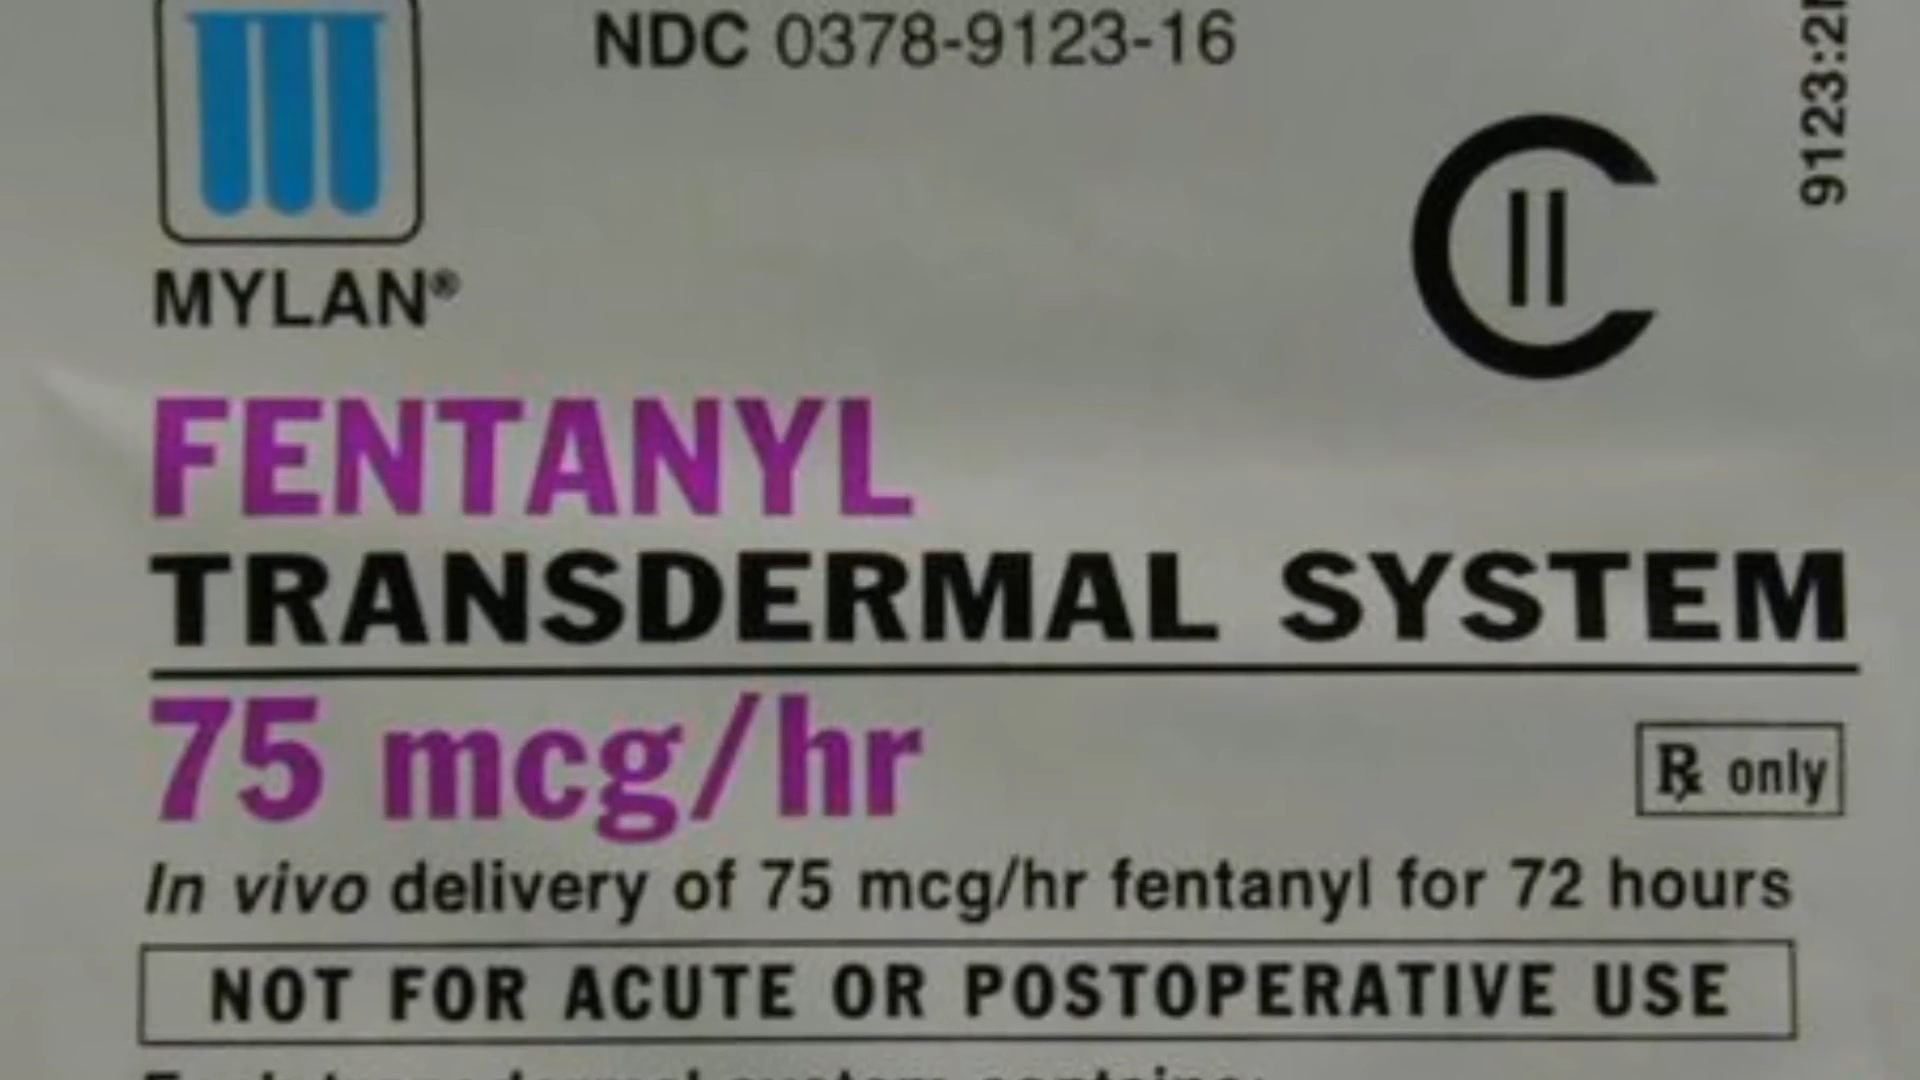 NDC 0378-9123-16
MYLAN®
CII
FENTANYL
TRANSDERMAL SYSTEM
75 mcg/hr
℞ only
In vivo delivery of 75 mcg/hr fentanyl for 72 hours
NOT FOR ACUTE OR POSTOPERATIVE USE
9123:2